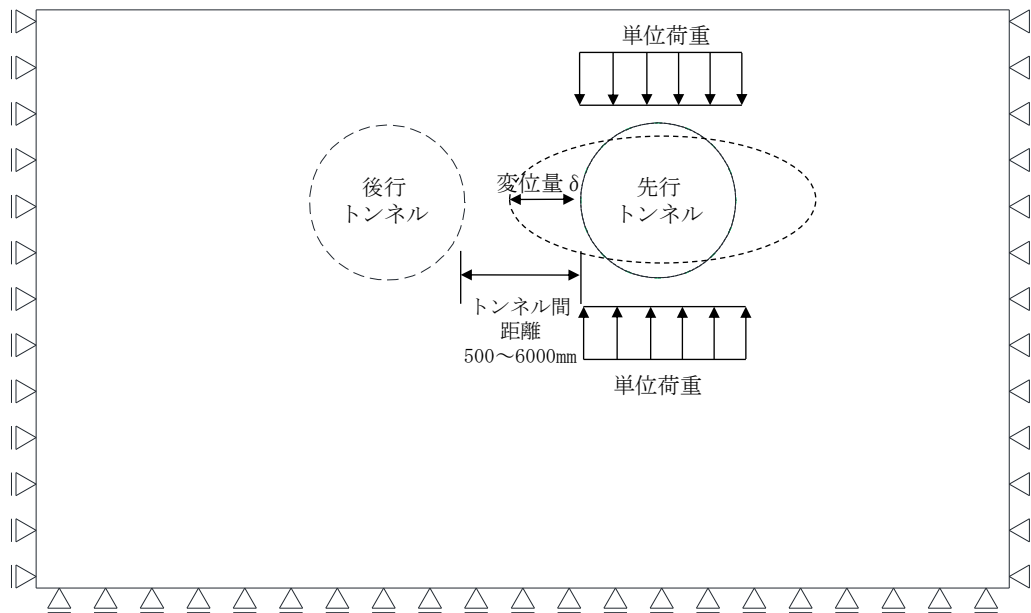 単位荷重
後行
トンネル
変位量 δ
先行
トンネル
トンネル間
距離
500～6000mm
単位荷重